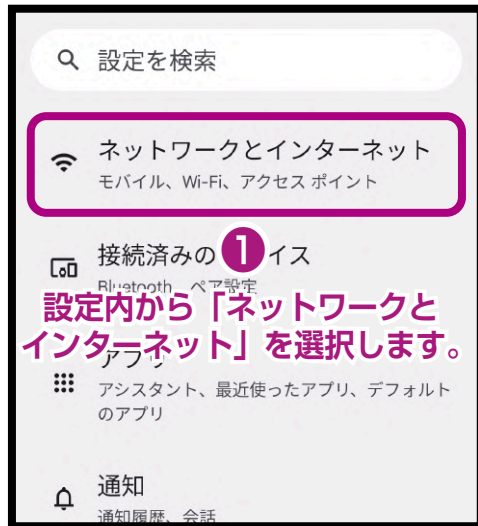 設定を検索
ネットワークとインターネット
モバイル、Wi-Fi、アクセス ポイント
接続済みの イス
1
Bluetooth、ペア設定
設定内から「ネットワークと
インターネット」を選択します。
アプリ
アシスタント、最近使ったアプリ、デフォルト
のアプリ
通知
通知履歴、会話